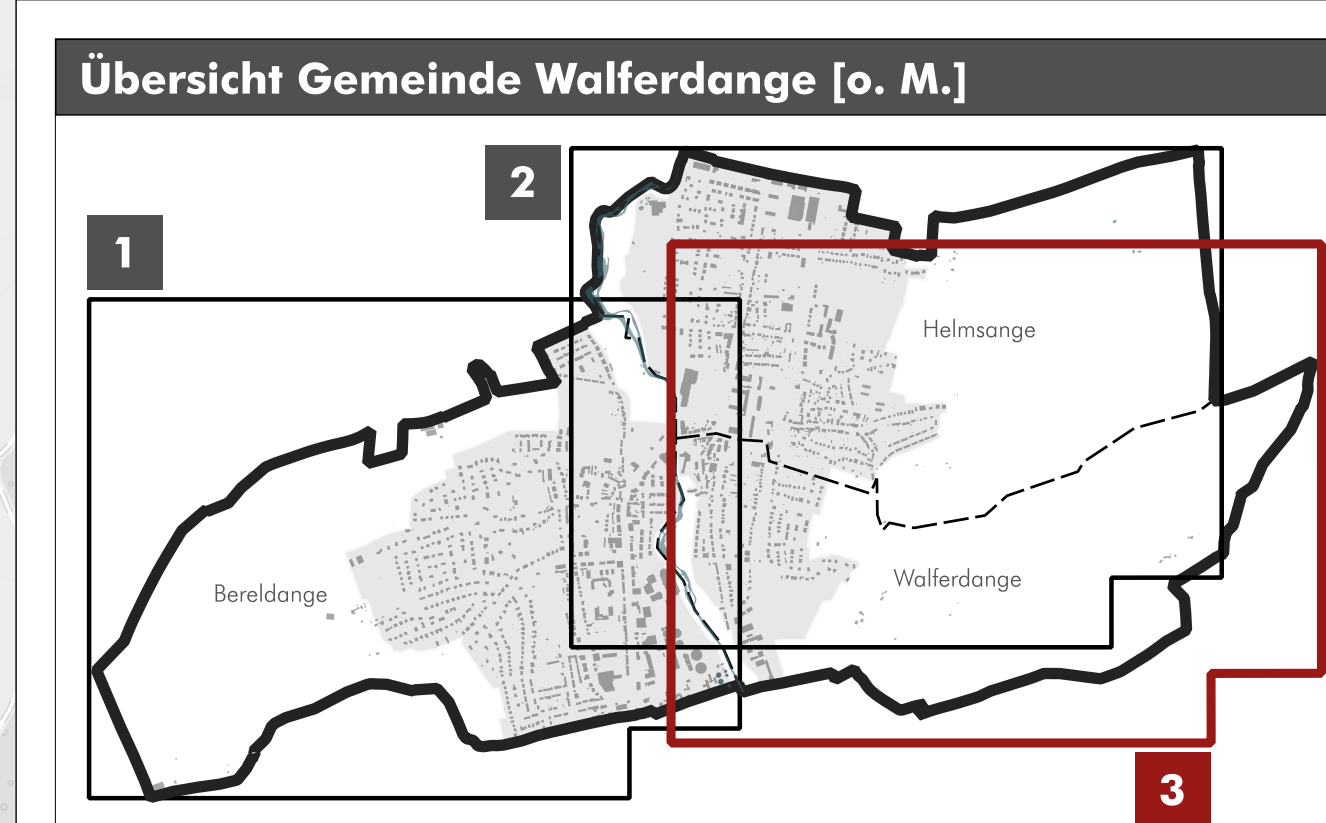 Übersicht Gemeinde Walferdange [o. M.]
2
1
Helmsange
Bereldange
Walferdange
3